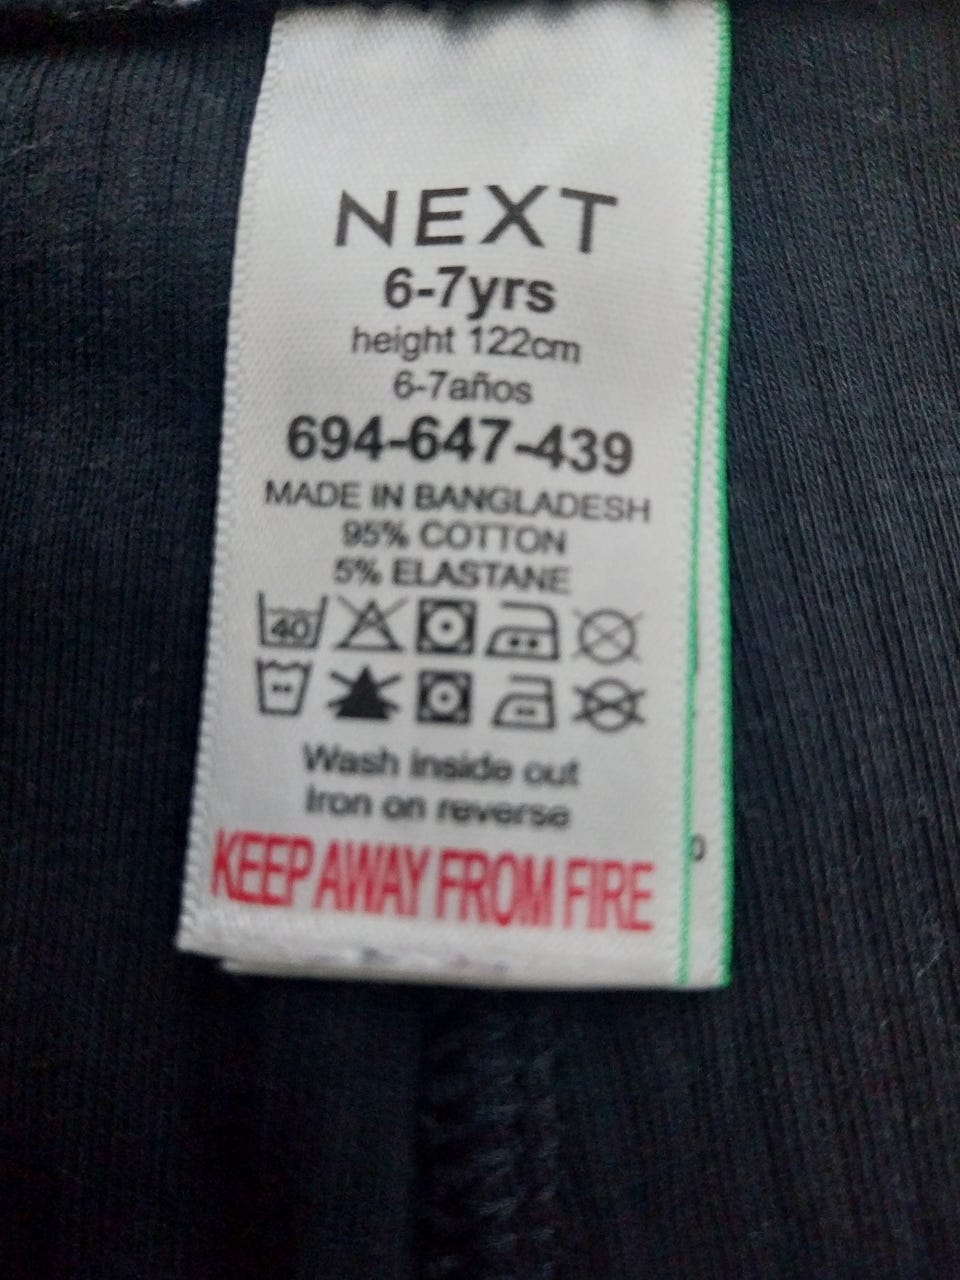 NEXT
6-7yrs
height 122cm
6-7años
694-647-439
MADE IN BANGLADESH
95% COTTON
5% ELASTANE
40
Wash inside out
Iron on reverse
KEEP AWAY FROM FIRE